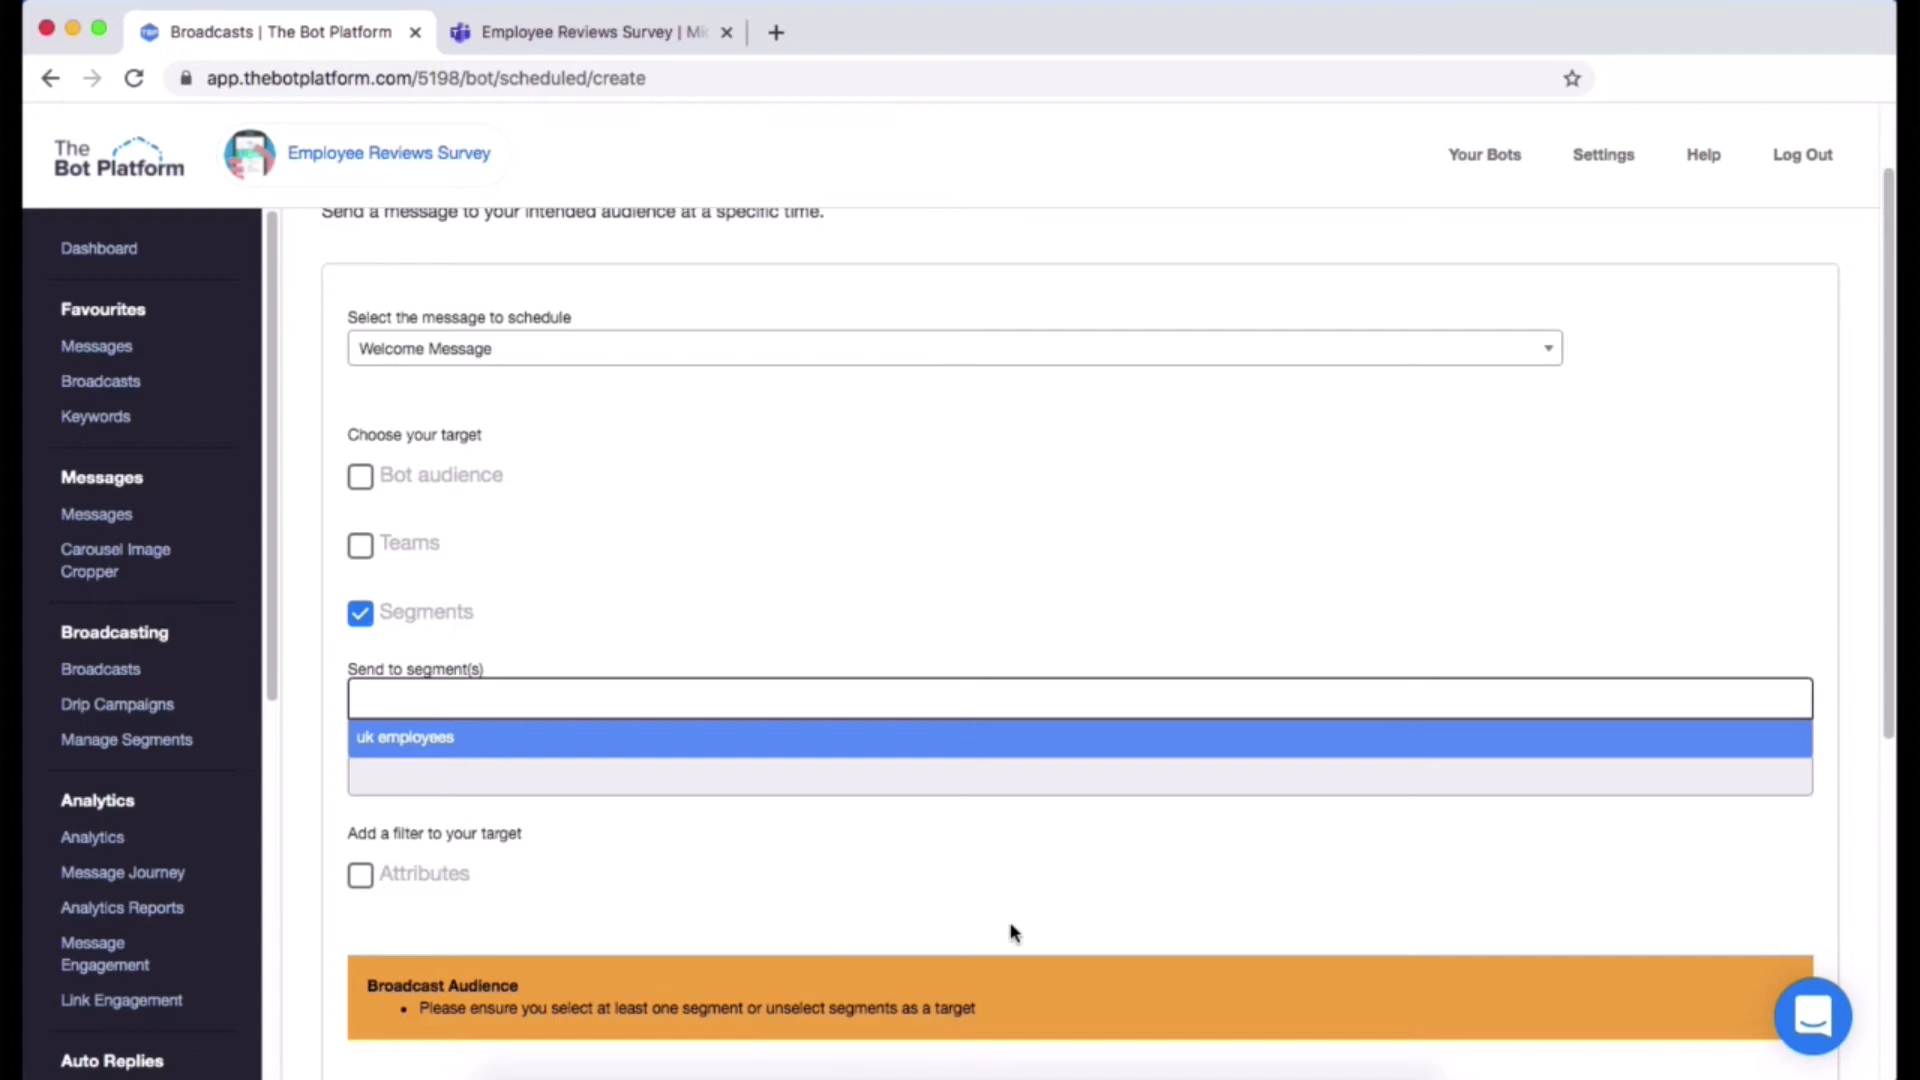 Broadcasts | The Bot Platform
Employee Reviews Survey | Mi
app.thebotplatform.com/5198/bot/scheduled/create
The
Bot Platform
Employee Reviews Survey
Your Bots
Settings
Help
Log Out
Send a message to your intended audience at a specific time.
Dashboard
Favourites
Messages
Broadcasts
Keywords
Messages
Messages
Carousel Image
Cropper
Broadcasting
Broadcasts
Drip Campaigns
Manage Segments
Analytics
Analytics
Message Journey
Analytics Reports
Message
Engagement
Link Engagement
Auto Replies
Select the message to schedule
Welcome Message
Choose your target
Bot audience
Teams
Segments
Send to segment(s)
uk employees
Add a filter to your target
Attributes
Broadcast Audience
• Please ensure you select at least one segment or unselect segments as a target